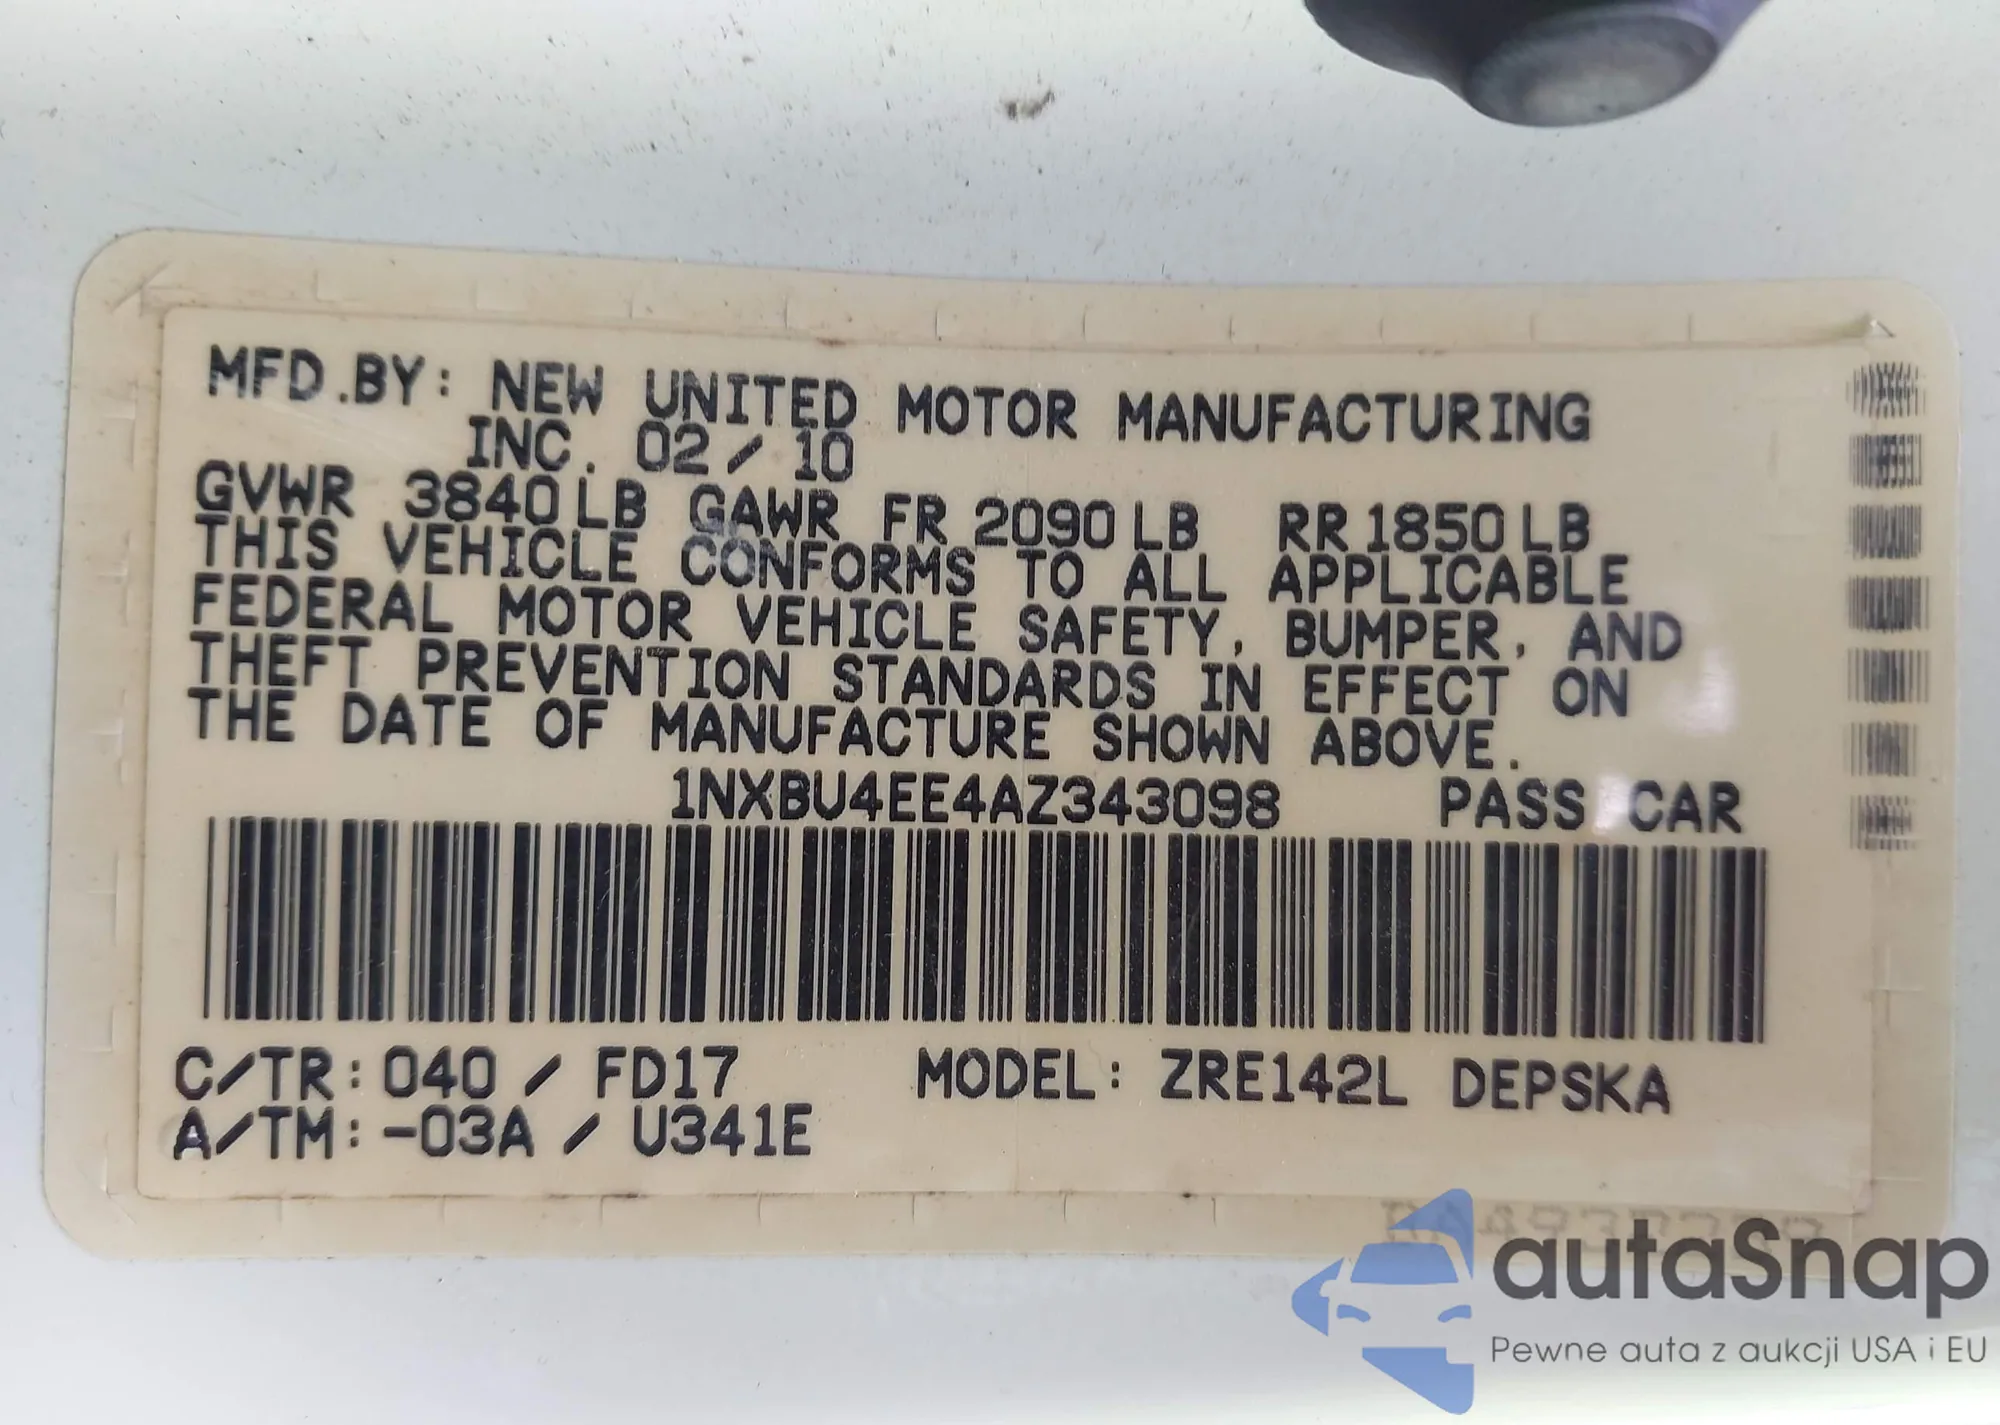 MFD.BY: NEW UNITED MOTOR MANUFACTURING
INC. 02/10
GVWR 3840LB GAWR FR 2090LB RR1850LB
THIS VEHICLE CONFORMS TO ALL APPLICABLE
FEDERAL MOTOR VEHICLE SAFETY, BUMPER, AND
THEFT PREVENTION STANDARDS IN EFFECT ON
THE DATE OF MANUFACTURE SHOWN ABOVE.
1NXBU4EE4AZ343098 PASS CAR
C/TR: 040 / FD17 MODEL: ZRE142L DEPSKA
A/TM: -03A / U341E
autaSnap
Pewne auta z aukcji USA i EU